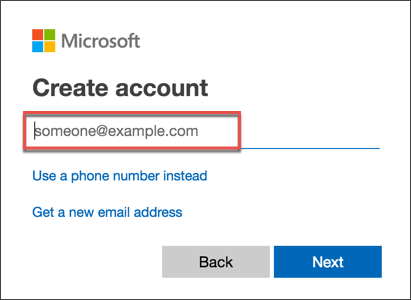 Microsoft
Create account
someone@example.com
Use a phone number instead
Get a new email address
Back Next